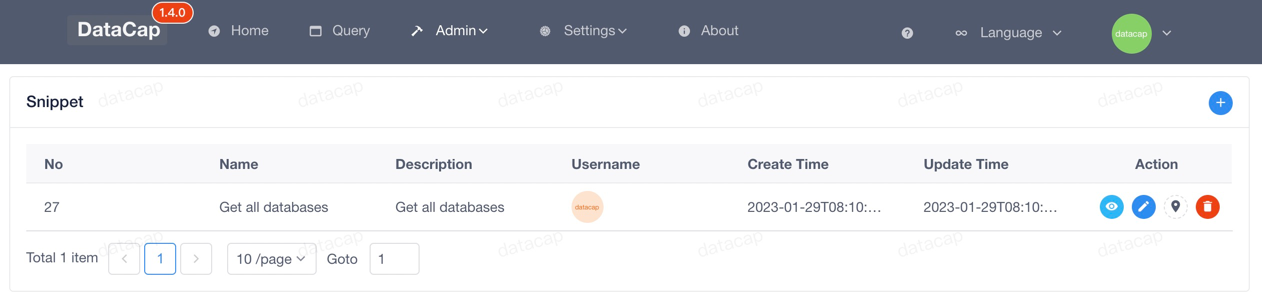 1.4.0
DataCap Home Query Admin Settings About Language datacap
Snippet
No Name Description Username Create Time Update Time Action
27 Get all databases Get all databases datacap 2023-01-29T08:10:... 2023-01-29T08:10:...
Total 1 item 1 10 /page Goto 1
datacap datacap datacap datacap datacap datacap
datacap datacap datacap datacap datacap datacap